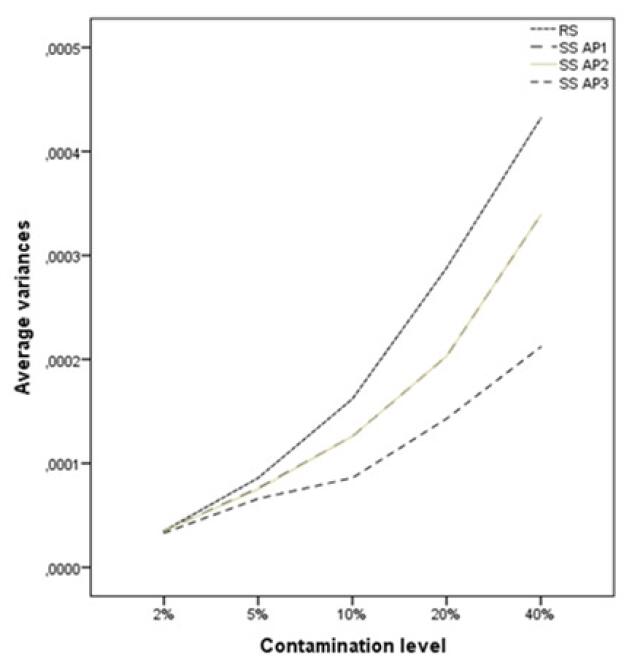 RS
SS AP1
SS AP2
SS AP3
,0005
,0004
,0003
,0002
,0001
,0000
Average variances
2% 5% 10% 20% 40%
Contamination level